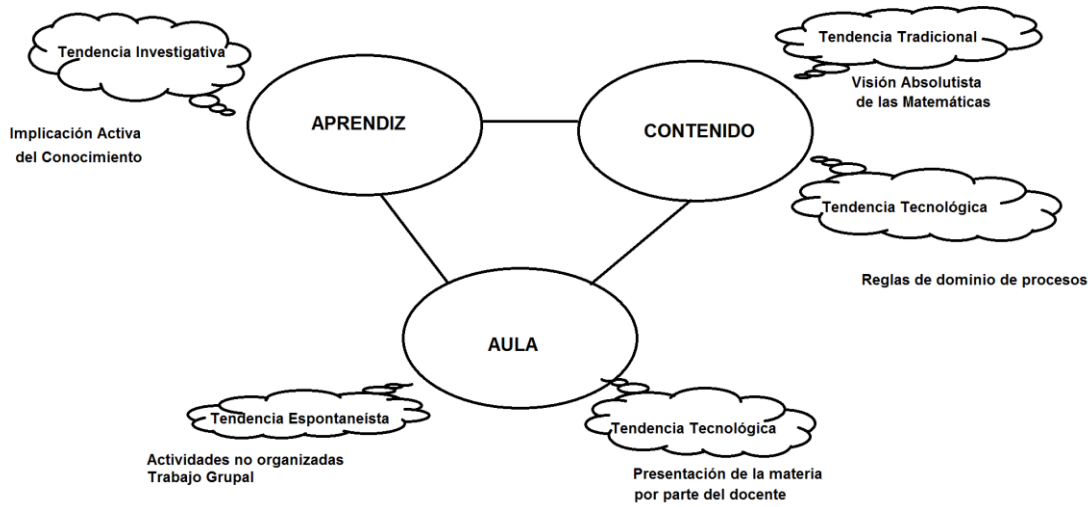 Tendencia Investigativa
Implicación Activa
del Conocimiento
APRENDIZ
CONTENIDO
Tendencia Tradicional
Visión Absolutista
de las Matemáticas
Tendencia Tecnológica
Reglas de dominio de procesos
AULA
Tendencia Espontaneísta
Actividades no organizadas
Trabajo Grupal
Tendencia Tecnológica
Presentación de la materia
por parte del docente